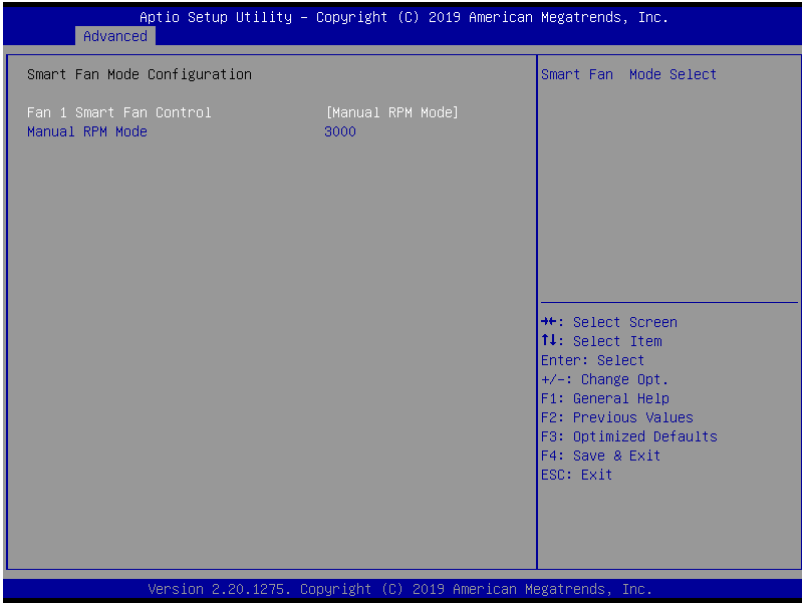 Aptio Setup Utility – Copyright (C) 2019 American Megatrends, Inc.
Advanced
Smart Fan Mode Configuration
Fan 1 Smart Fan Control [Manual RPM Mode]
Manual RPM Mode 3000
Smart Fan  Mode Select
→←: Select Screen
↑↓: Select Item
Enter: Select
+/-: Change Opt.
F1: General Help
F2: Previous Values
F3: Optimized Defaults
F4: Save & Exit
ESC: Exit
Version 2.20.1275. Copyright (C) 2019 American Megatrends, Inc.